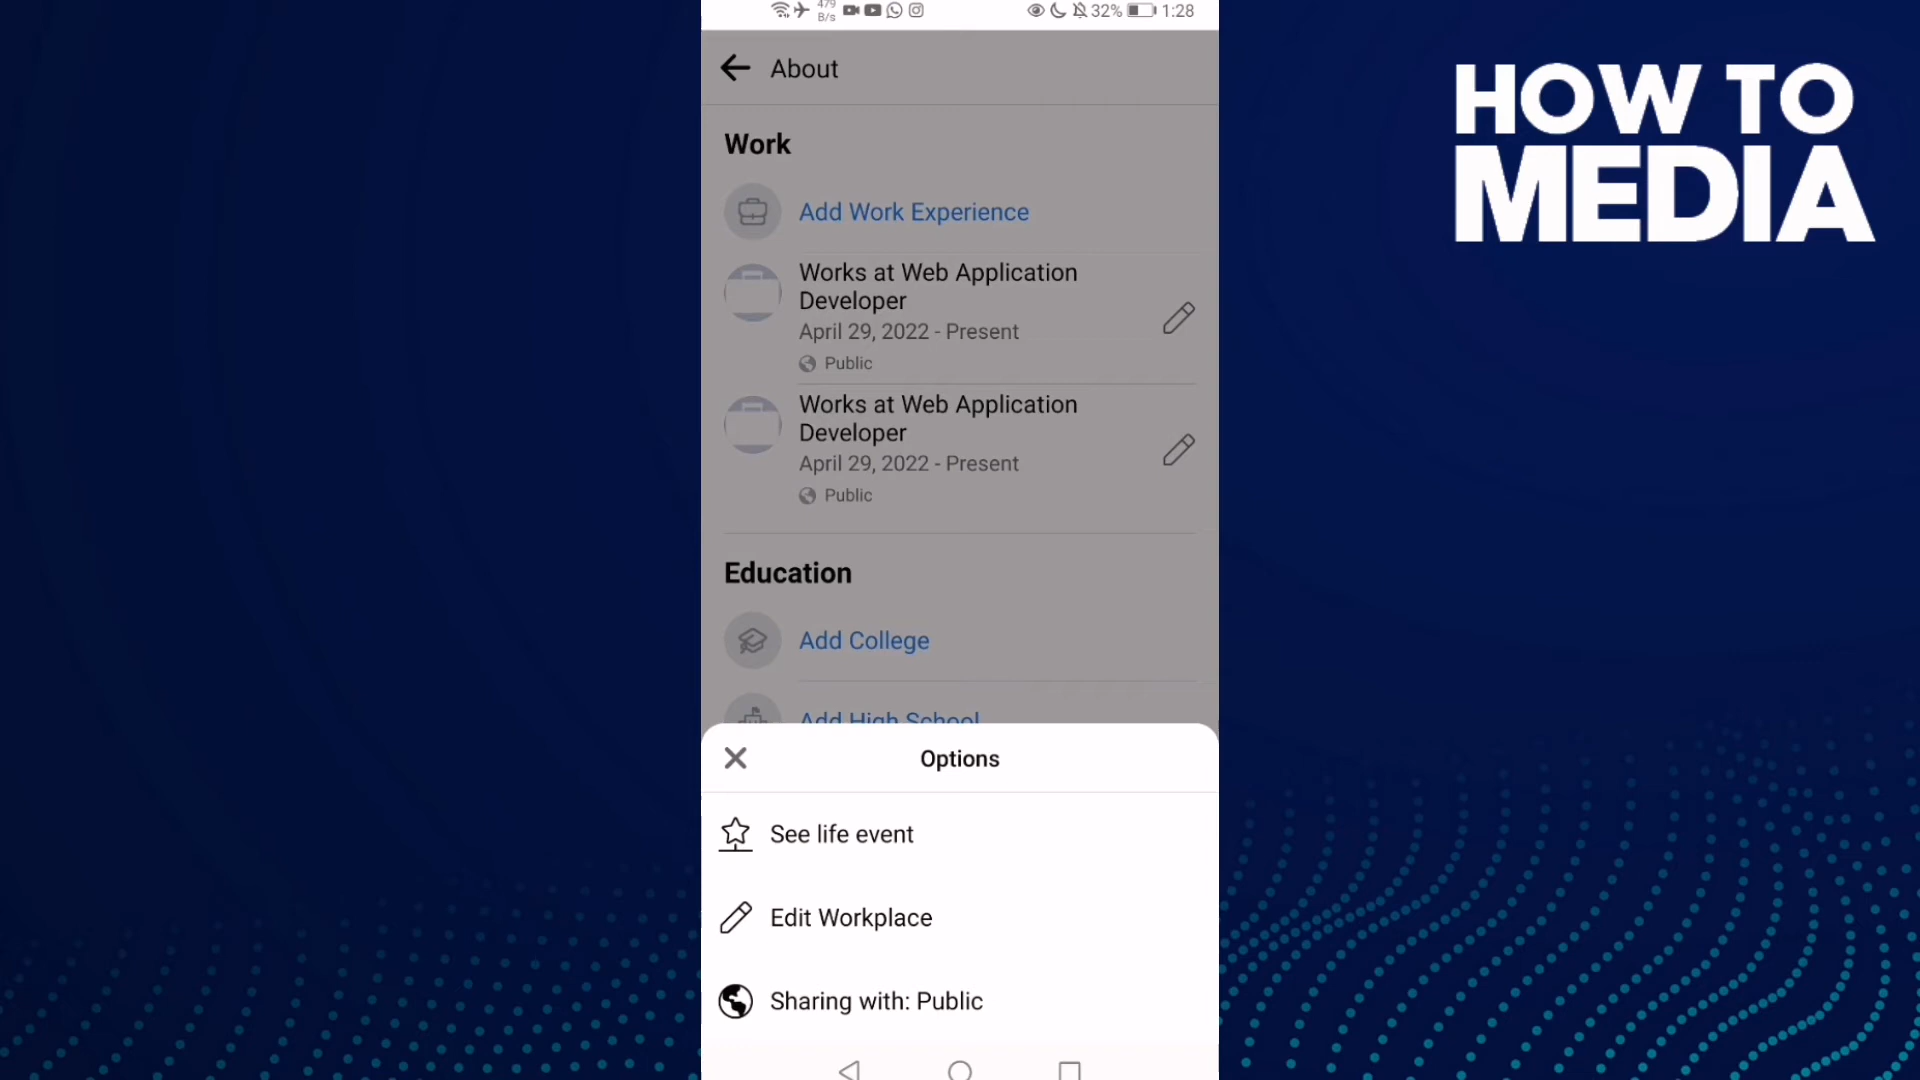 479
B/s
32%
1:28
About
HOW TO
MEDIA
Work
Add Work Experience
Works at Web Application
Developer
April 29, 2022 - Present
Public
Works at Web Application
Developer
April 29, 2022 - Present
Public
Education
Add College
Add High School
Options
See life event
Edit Workplace
Sharing with: Public